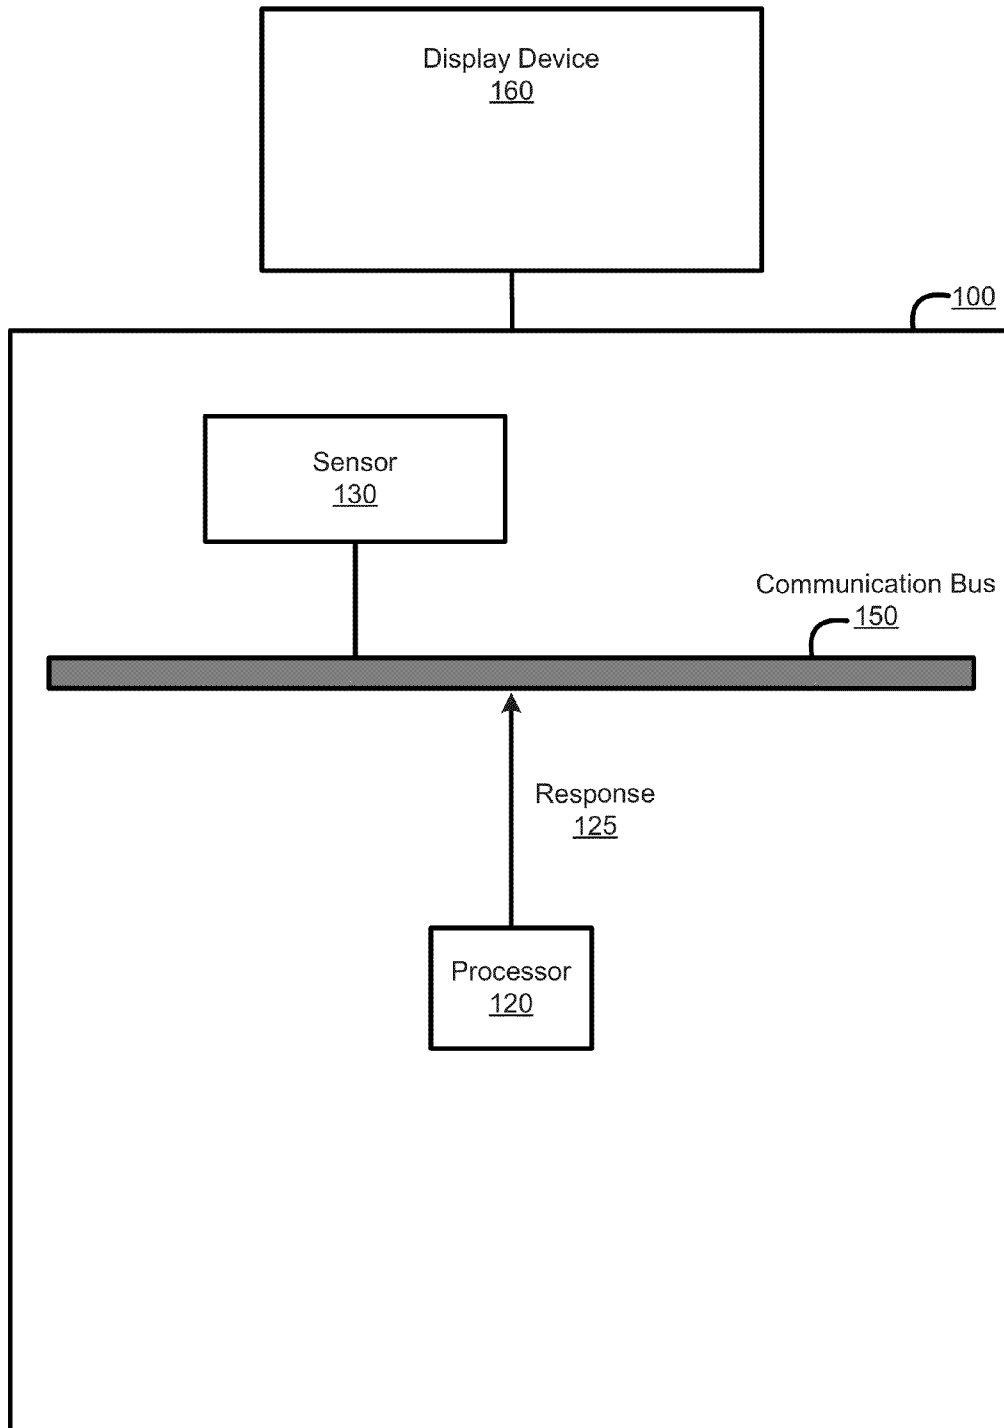 Display Device
160
100
Sensor
130
Communication Bus
150
Response
125
Processor
120